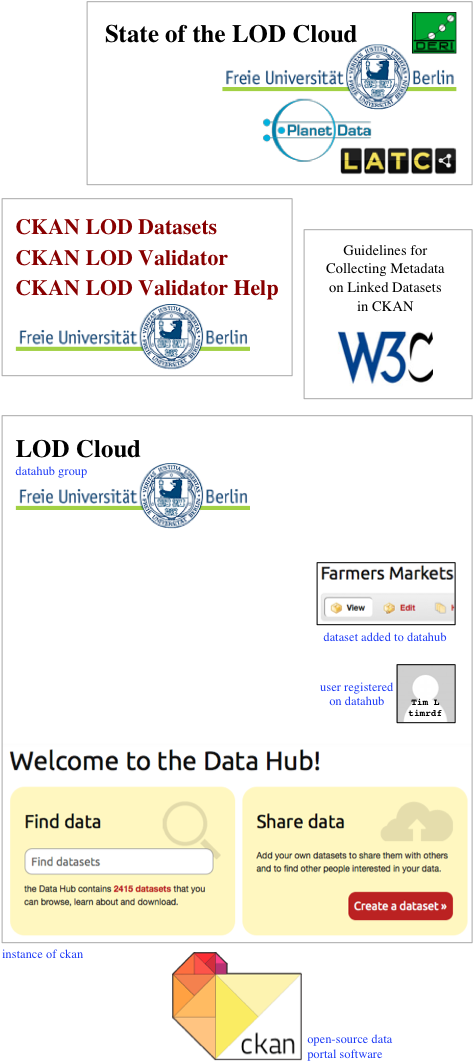 State of the LOD Cloud
DERI
Freie Universität Berlin
PlanetData
LATC
CKAN LOD Datasets
CKAN LOD Validator
CKAN LOD Validator Help
Freie Universität Berlin
Guidelines for
Collecting Metadata
on Linked Datasets
in CKAN
W3C
LOD Cloud
datahub group
Freie Universität Berlin
Farmers Markets
View Edit H
dataset added to datahub
user registered
on datahub
Tim L
timrdf
Welcome to the Data Hub!
Find data
Find datasets
the Data Hub contains 2415 datasets that you
can browse, learn about and download.
Share data
Add your own datasets to share them with others
and to find other people interested in your data.
Create a dataset »
instance of ckan
ckan
open-source data
portal software